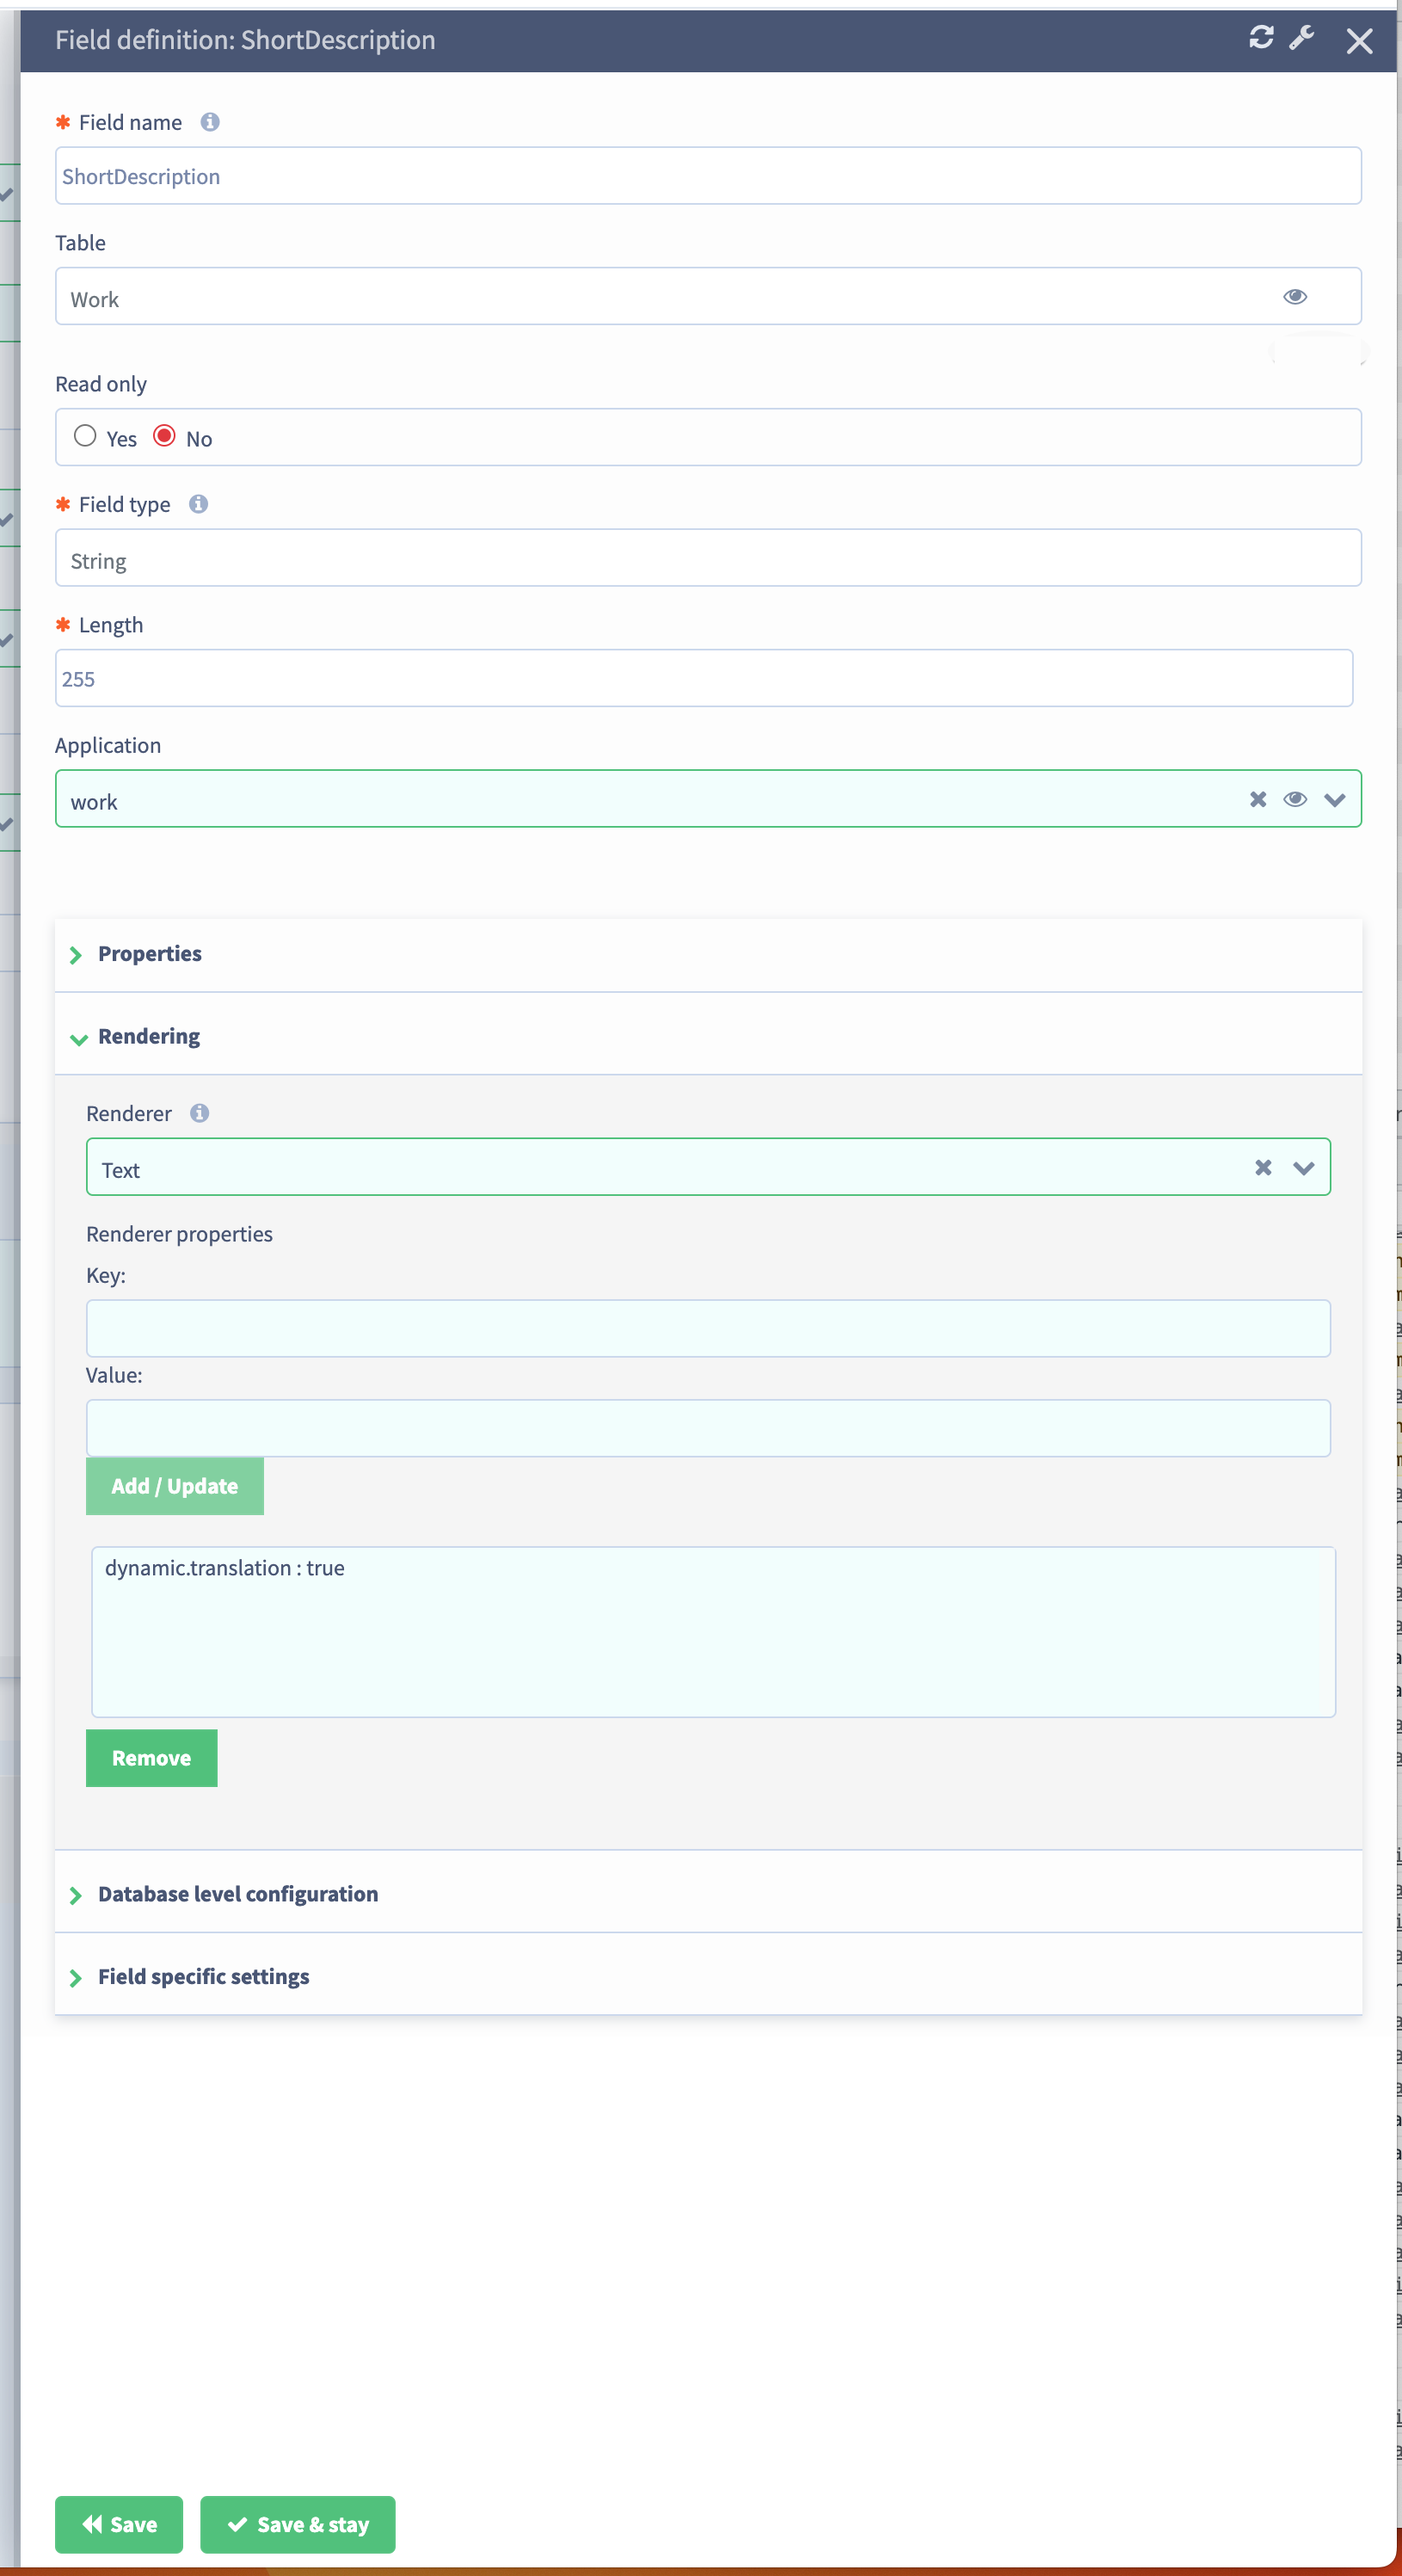 Field definition: ShortDescription
✱ Field name
ShortDescription
Table
Work
Read only
Yes No
✱ Field type
String
✱ Length
255
Application
work
Properties
Rendering
Renderer
Text
Renderer properties
Key:
Value:
Add / Update
dynamic.translation : true
Remove
Database level configuration
Field specific settings
Save Save & stay